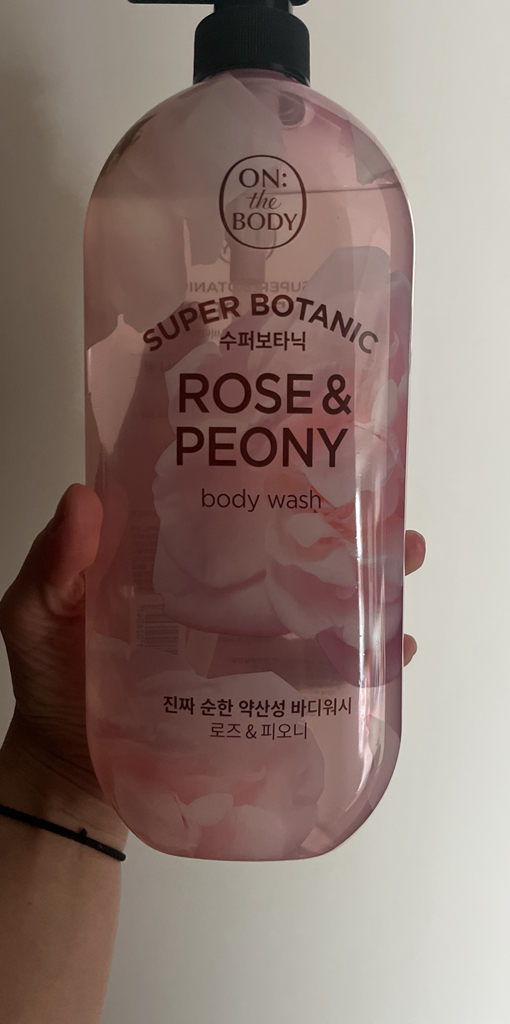 ON:
the
BODY
SUPER BOTANIC
수퍼보타닉
ROSE &
PEONY
body wash
진짜 순한 약산성 바디워시
로즈 & 피오니